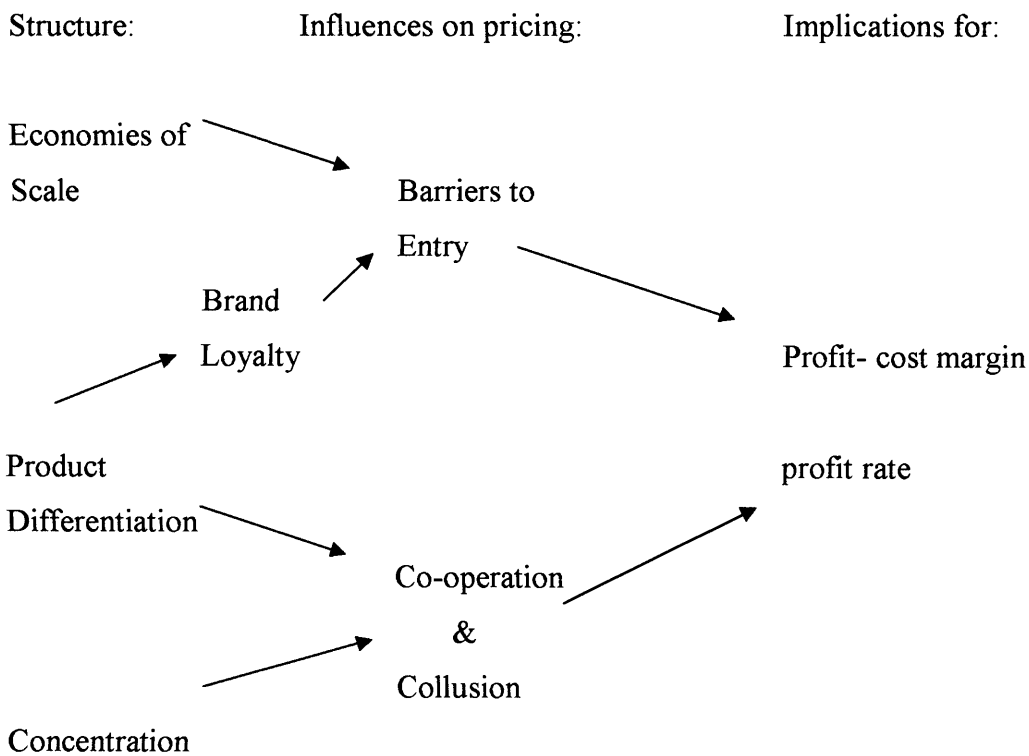 Structure: Influences on pricing: Implications for:
Economies of
Scale
Barriers to
Entry
Brand
Loyalty
Profit- cost margin
Product
Differentiation
profit rate
Co-operation
&
Collusion
Concentration